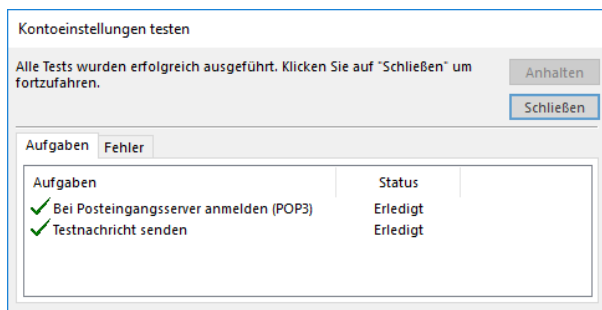 Kontoeinstellungen testen
Alle Tests wurden erfolgreich ausgeführt. Klicken Sie auf "Schließen" um
fortzufahren.
Anhalten
Schließen
Aufgaben Fehler
Aufgaben Status
Bei Posteingangsserver anmelden (POP3) Erledigt
Testnachricht senden Erledigt